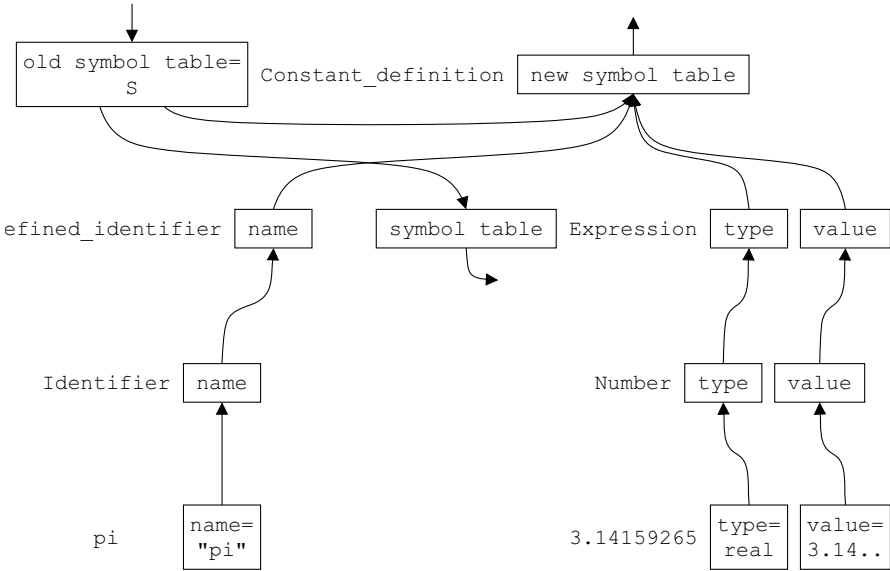 old symbol table=
S
Constant_definition
new symbol table
efined_identifier
name
symbol table
Expression
type
value
Identifier
name
Number
type
value
pi
name=
"pi"
3.14159265
type=
real
value=
3.14..